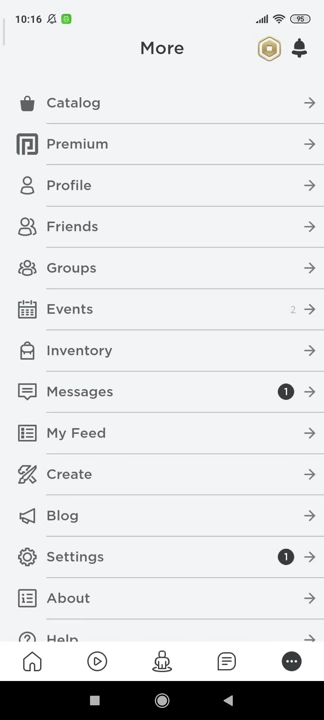 10:16
95
More
Catalog
Premium
Profile
Friends
Groups
Events 2
Inventory
Messages 1
My Feed
Create
Blog
Settings 1
About
Help